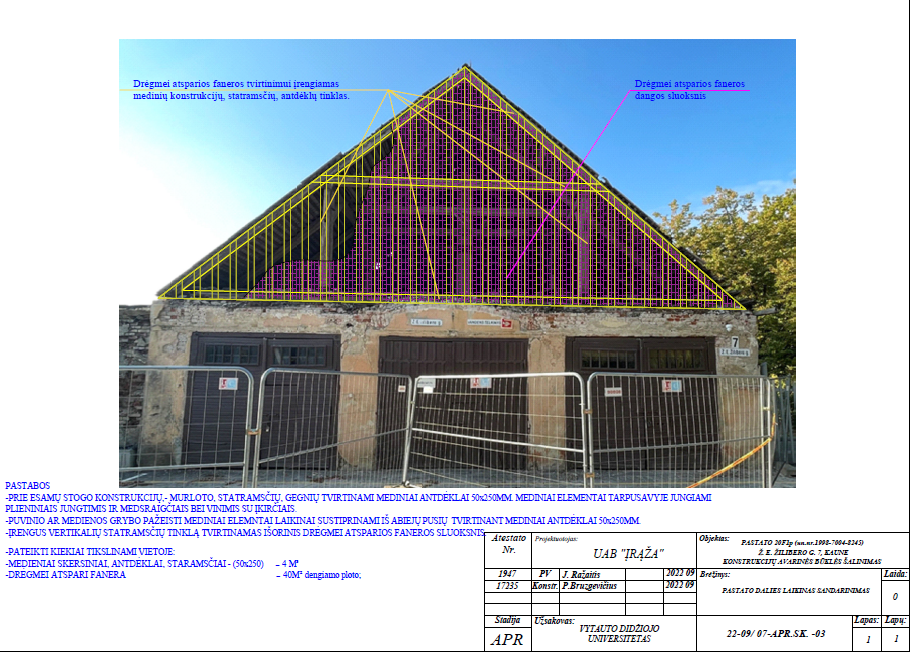 Drėgmei atsparios faneros tvirtinimui įrengiamas
medinių konstrukcijų, statramsčių, antdėklų tinklas.
Drėgmei atsparios faneros
dangos sluoksnis
7
PASTABOS
-PRIE ESAMŲ STOGO KONSTRUKCIJŲ,- MURLOTO, STATRAMSČIŲ, GEGNIŲ TVIRTINAMI MEDINIAI ANTDĖKLAI 50x250MM. MEDINIAI ELEMENTAI TARPUSAVYJE JUNGIAMI
PLIENINIAIS JUNGTIMIS IR MEDSRAIGČIAIS BEI VINIMIS SU ĮKIRČIAIS.
-PUVINIO AR MEDIENOS GRYBO PAŽEISTI MEDINIAI ELEMNTAI LAIKINAI SUSTIPRINAMI IŠ ABIEJŲ PUSIŲ TVIRTINANT MEDINIAI ANTDĖKLAI 50x250MM.
-ĮRENGUS VERTIKALIŲ STATRAMSČIŲ TINKLĄ TVIRTINAMAS IŠORINIS DRĖGMEI ATSPARIOS FANEROS SLUOKSNIS.
-PATEIKTI KIEKIAI TIKSLINAMI VIETOJE:
-MEDIENIAI SKERSINIAI, ANTDĖKLAI, STARAMSČIAI - (50x250) = 4 M³
-DRĖGMEI ATSPARI FANERA = 40M² dengiamo ploto;
Atestato
Nr.
Projektuotojas:
UAB "ĮRĄŽA"
Objektas: PASTATO 20F1p (un.nr.1998-7004-8245)
Ž. E. ŽILIBERO G. 7, KAUNE
KONSTRUKCIJŲ AVARINĖS BŪKLĖS ŠALINIMAS
1947 PV J. Ražaitis 2022 09
17235 Konstr. P.Bruzgevičius 2022 09
Brėžinys:
PASTATO DALIES LAIKINAS SANDARINIMAS
Laida:
0
Stadija
APR
Užsakovas:
VYTAUTO DIDŽIOJO
UNIVERSITETAS
22-09/ 07-APR.SK. -03
Lapas: Lapų:
1 1